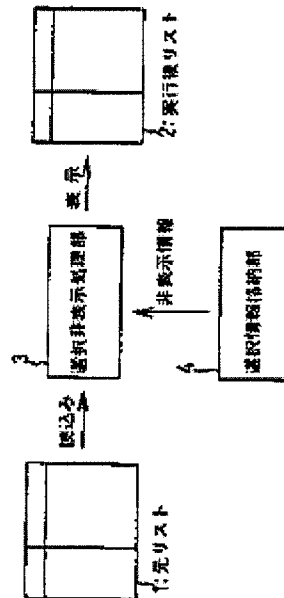 1:元リスト
読込み
3
選択非表示処理部
表示
2:実行後リスト
非表示情報
4
選択情報格納部